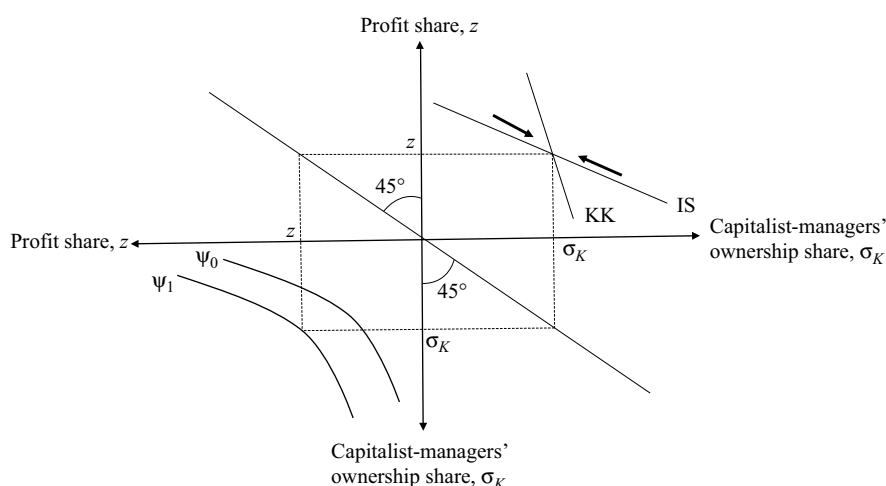 Profit share, z
z
45°
KK
IS
Profit share, z
z
σK
Capitalist-managers’
ownership share, σK
ψ0
ψ1
45°
σK
Capitalist-managers’
ownership share, σK